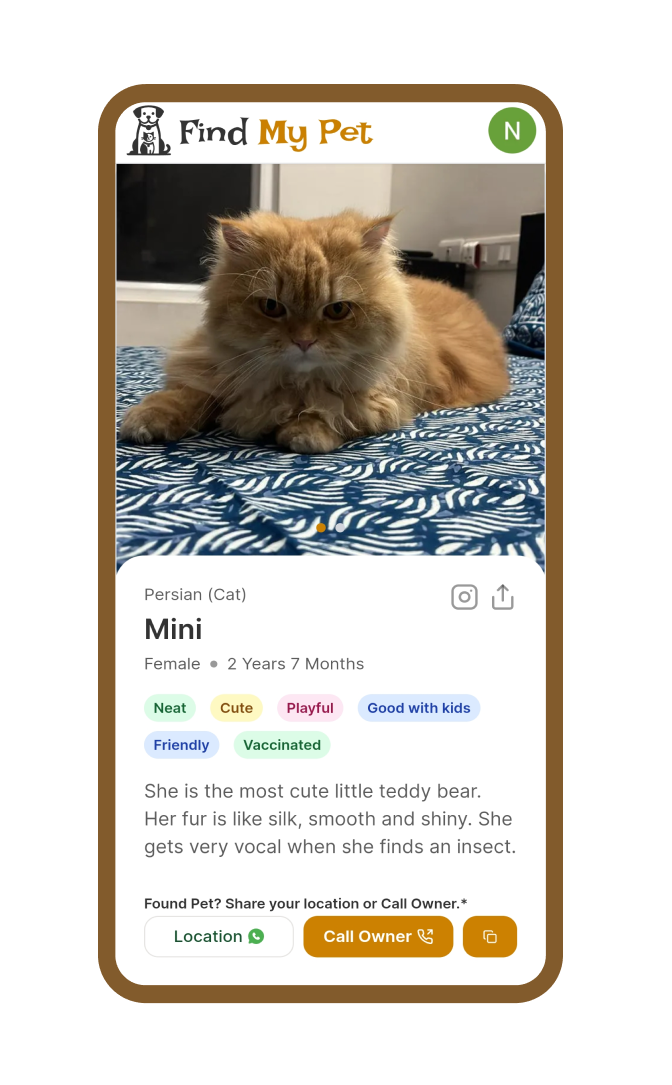 Find My Pet
N
Persian (Cat)
Mini
Female • 2 Years 7 Months
Neat Cute Playful Good with kids
Friendly Vaccinated
She is the most cute little teddy bear.
Her fur is like silk, smooth and shiny. She
gets very vocal when she finds an insect.
Found Pet? Share your location or Call Owner.*
Location Call Owner